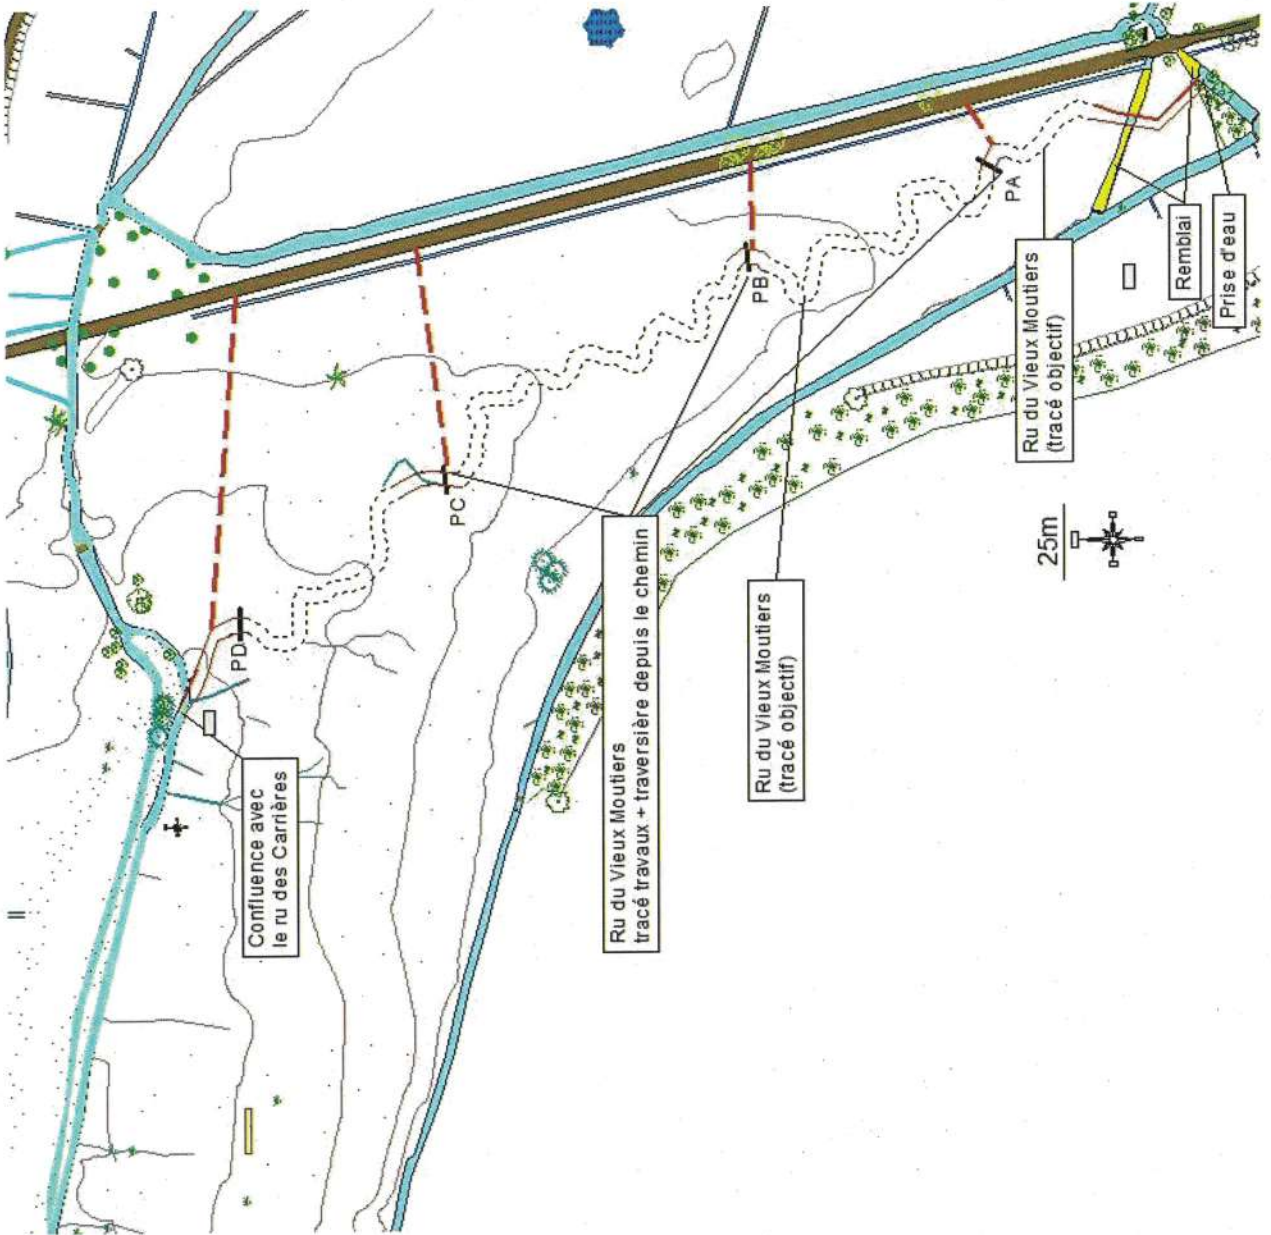 PA
PB
Ru du Vieux Moutiers
(tracé objectif)
Remblai
Prise d'eau
PC
25m
Ru du Vieux Moutiers
tracé travaux + traversière depuis le chemin
Ru du Vieux Moutiers
(tracé objectif)
PD
Confluence avec
le ru des Carrières